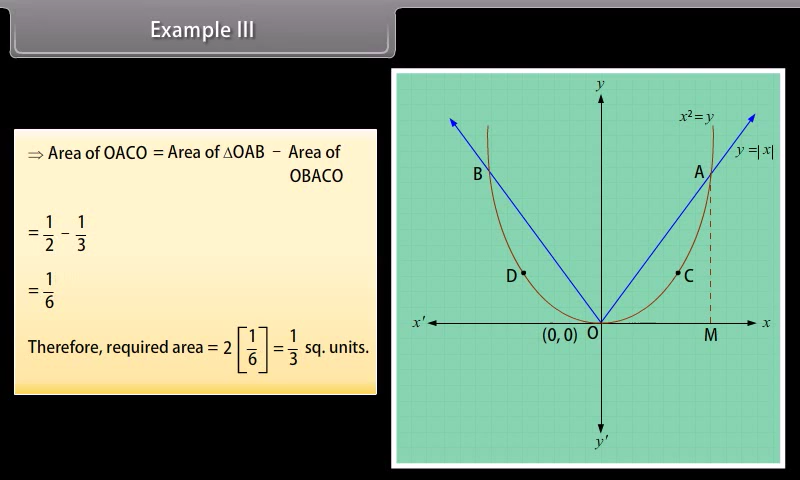 Example III
⇒ Area of OACO = Area of ∆OAB − Area of
OBACO
= 1/2 − 1/3
= 1/6
Therefore, required area = 2 [1/6] = 1/3 sq. units.
y
x² = y
y = |x|
B
A
D
C
x′
(0, 0)
O
M
x
y′